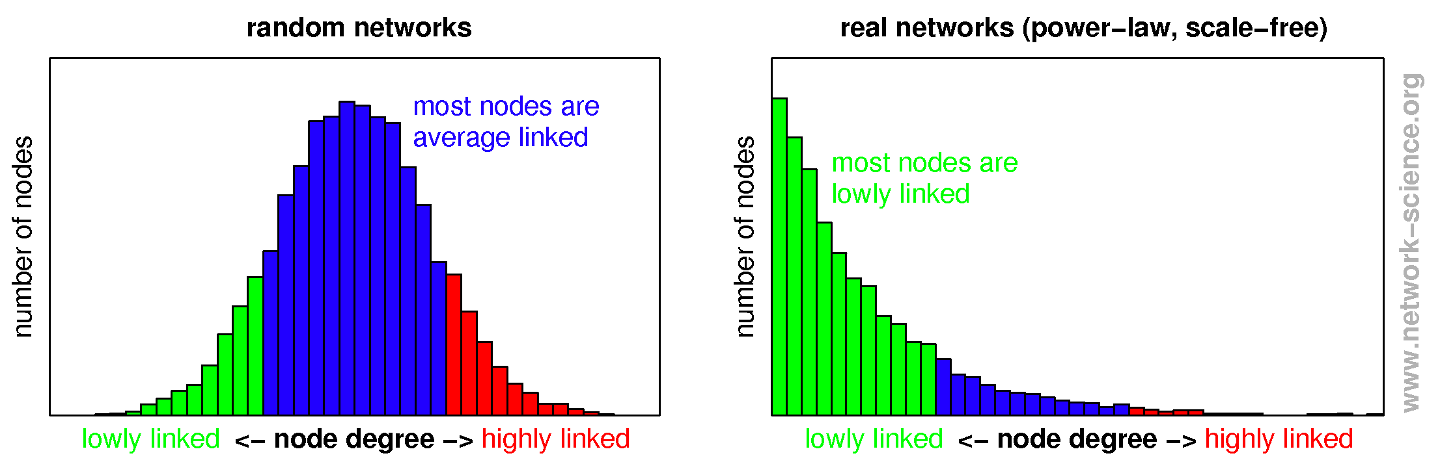 random networks
number of nodes
most nodes are
average linked
lowly linked <– node degree –> highly linked
real networks (power–law, scale–free)
number of nodes
most nodes are
lowly linked
lowly linked <– node degree –> highly linked
www.network–science.org